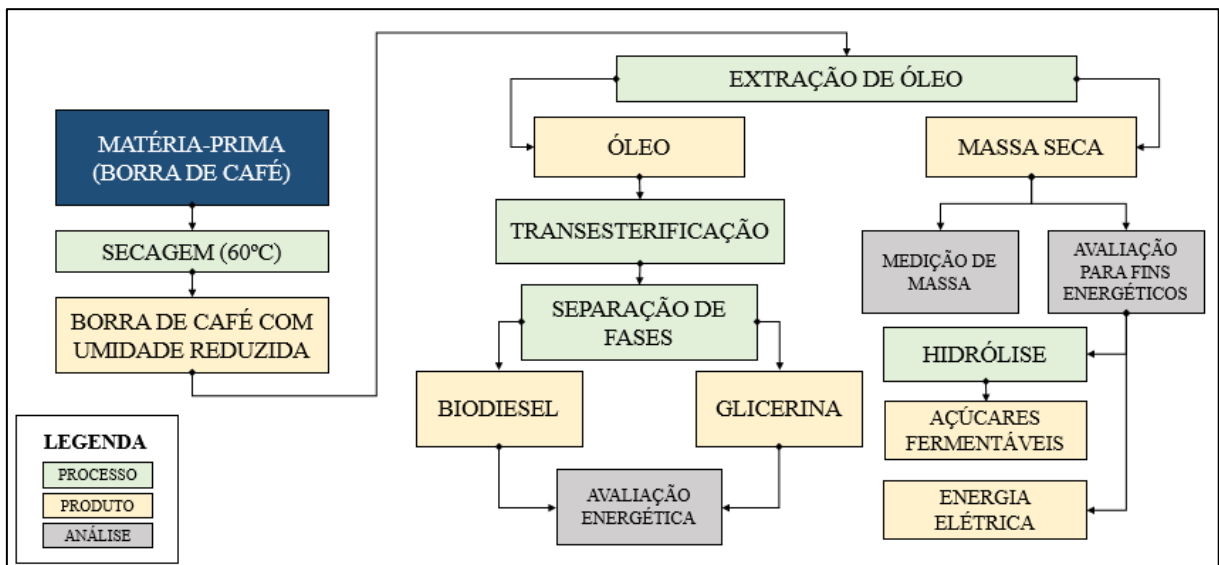 MATÉRIA-PRIMA
(BORRA DE CAFÉ)
SECAGEM (60ºC)
BORRA DE CAFÉ COM
UMIDADE REDUZIDA
EXTRAÇÃO DE ÓLEO
ÓLEO
TRANSESTERIFICAÇÃO
SEPARAÇÃO DE
FASES
BIODIESEL
GLICERINA
AVALIAÇÃO
ENERGÉTICA
MASSA SECA
MEDIÇÃO DE
MASSA
AVALIAÇÃO
PARA FINS
ENERGÉTICOS
HIDRÓLISE
AÇÚCARES
FERMENTÁVEIS
ENERGIA
ELÉTRICA
LEGENDA
PROCESSO
PRODUTO
ANÁLISE